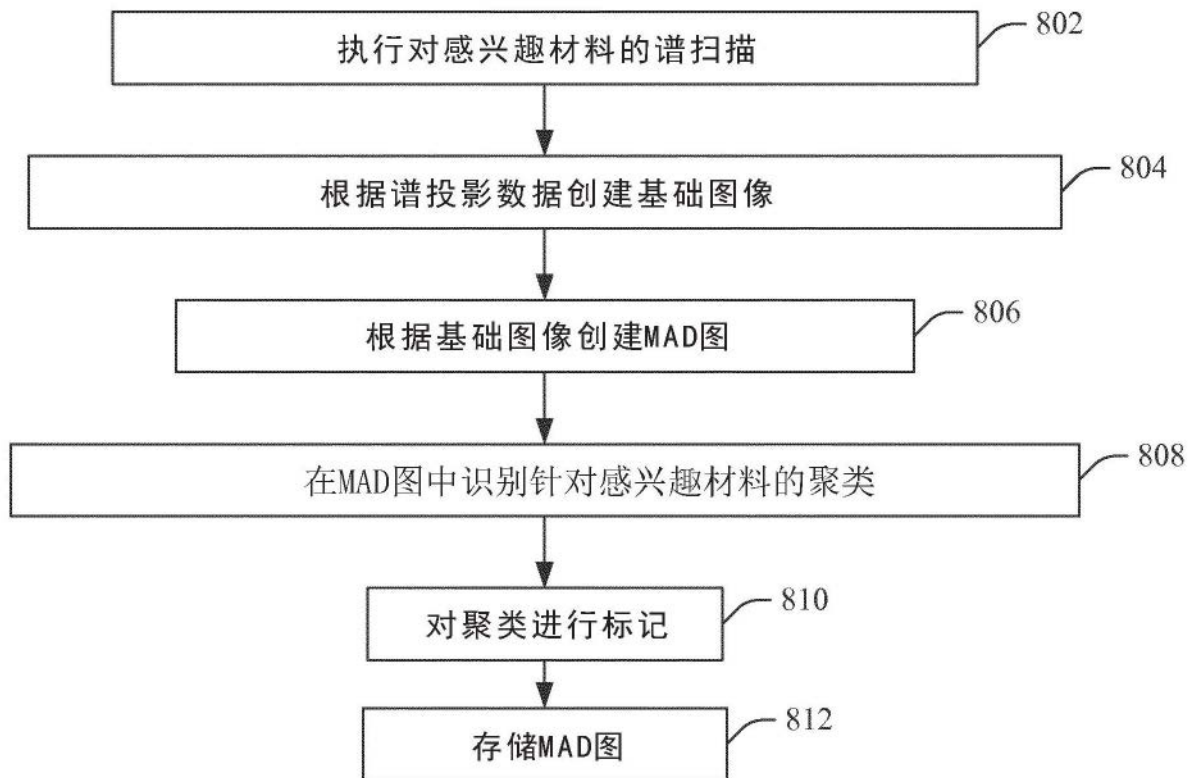 执行对感兴趣材料的谱扫描
802
根据谱投影数据创建基础图像
804
根据基础图像创建MAD图
806
在MAD图中识别针对感兴趣材料的聚类
808
对聚类进行标记
810
存储MAD图
812